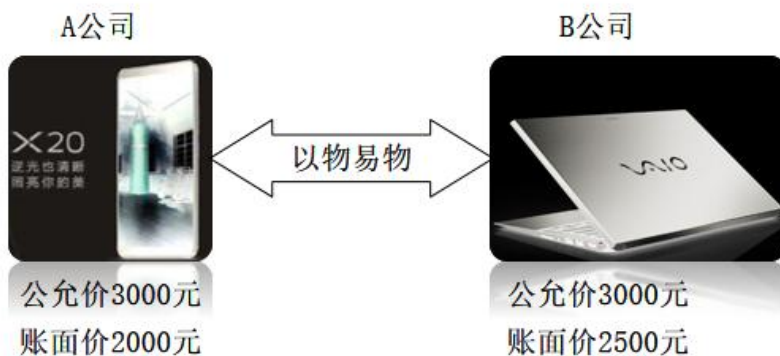 A公司
B公司
X20
逆光也清晰
照亮你的美
以物易物
VAIO
公允价3000元
公允价3000元
账面价2000元
账面价2500元